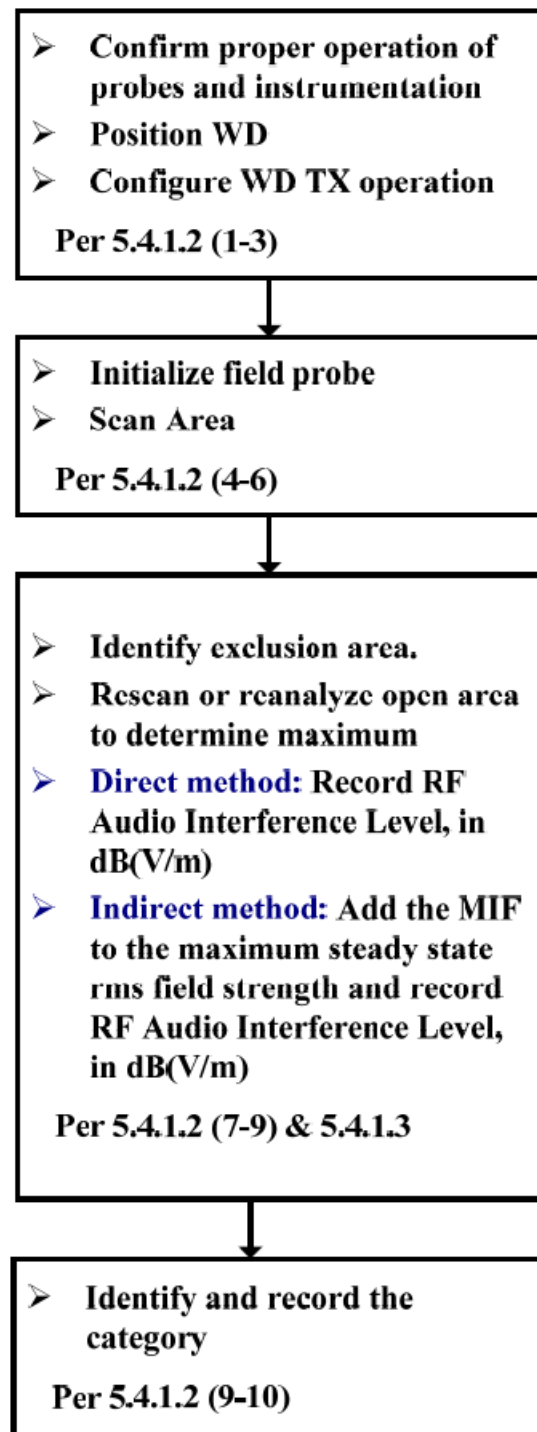 ➢ Confirm proper operation of
probes and instrumentation
➢ Position WD
➢ Configure WD TX operation
Per 5.4.1.2 (1-3)
➢ Initialize field probe
➢ Scan Area
Per 5.4.1.2 (4-6)
➢ Identify exclusion area.
➢ Rescan or reanalyze open area
to determine maximum
➢ Direct method: Record RF
Audio Interference Level, in
dB(V/m)
➢ Indirect method: Add the MIF
to the maximum steady state
rms field strength and record
RF Audio Interference Level,
in dB(V/m)
Per 5.4.1.2 (7-9) & 5.4.1.3
➢ Identify and record the
category
Per 5.4.1.2 (9-10)